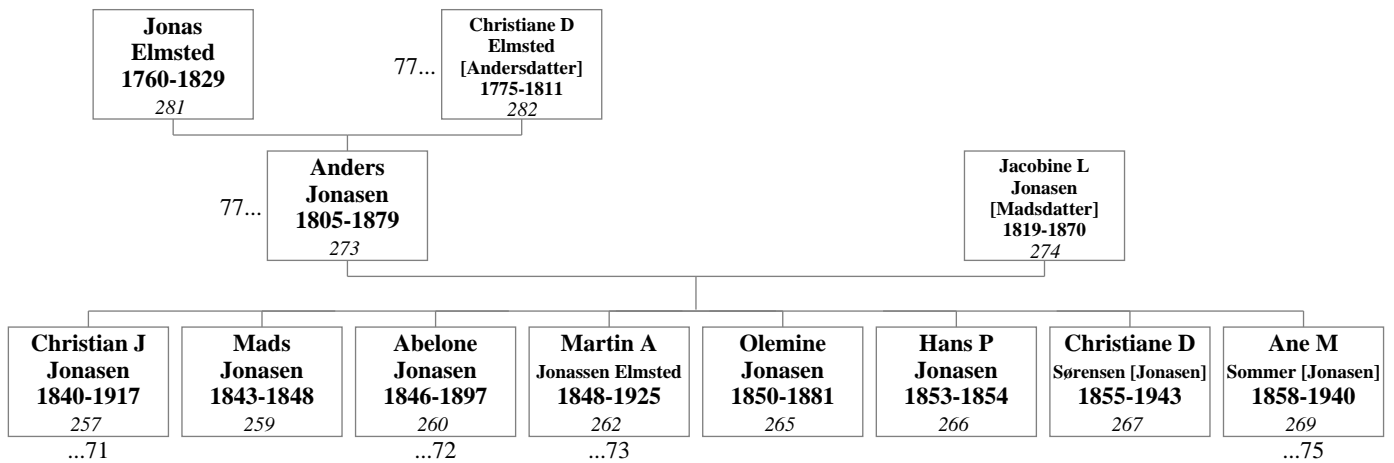 Jonas
Elmsted
1760-1829
281
Christiane D
Elmsted
[Andersdatter]
1775-1811
282
77...
Anders
Jonasen
1805-1879
273
77...
Jacobine L
Jonasen
[Madsdatter]
1819-1870
274
Christian J
Jonasen
1840-1917
257
...71
Mads
Jonasen
1843-1848
259
Abelone
Jonasen
1846-1897
260
...72
Martin A
Jonassen Elmsted
1848-1925
262
...73
Olemine
Jonasen
1850-1881
265
Hans P
Jonasen
1853-1854
266
Christiane D
Sørensen [Jonasen]
1855-1943
267
Ane M
Sommer [Jonasen]
1858-1940
269
...75